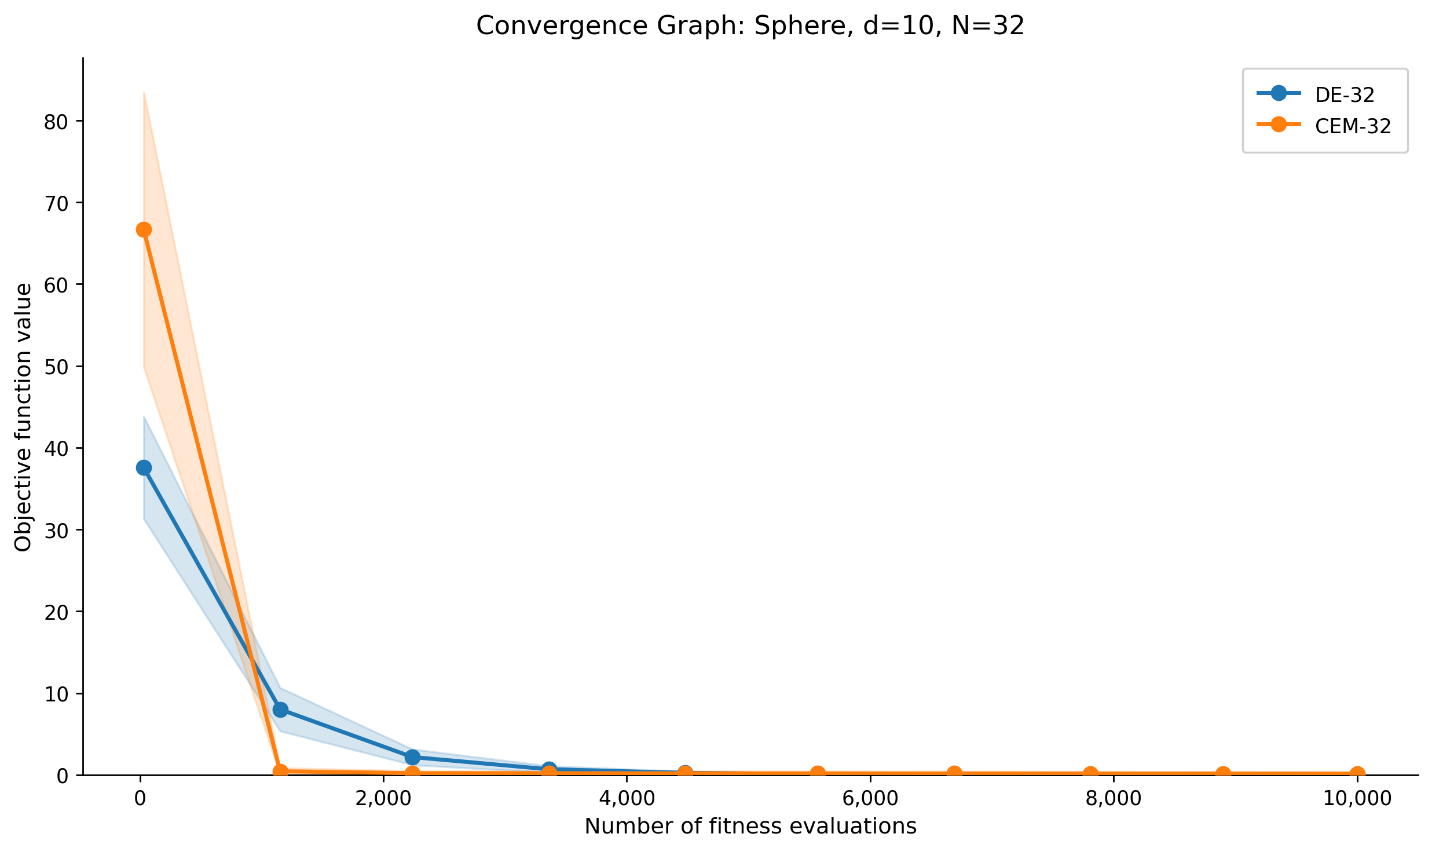 Convergence Graph: Sphere, d=10, N=32
DE-32
CEM-32
Objective function value
80
70
60
50
40
30
20
10
0
0 2,000 4,000 6,000 8,000 10,000
Number of fitness evaluations